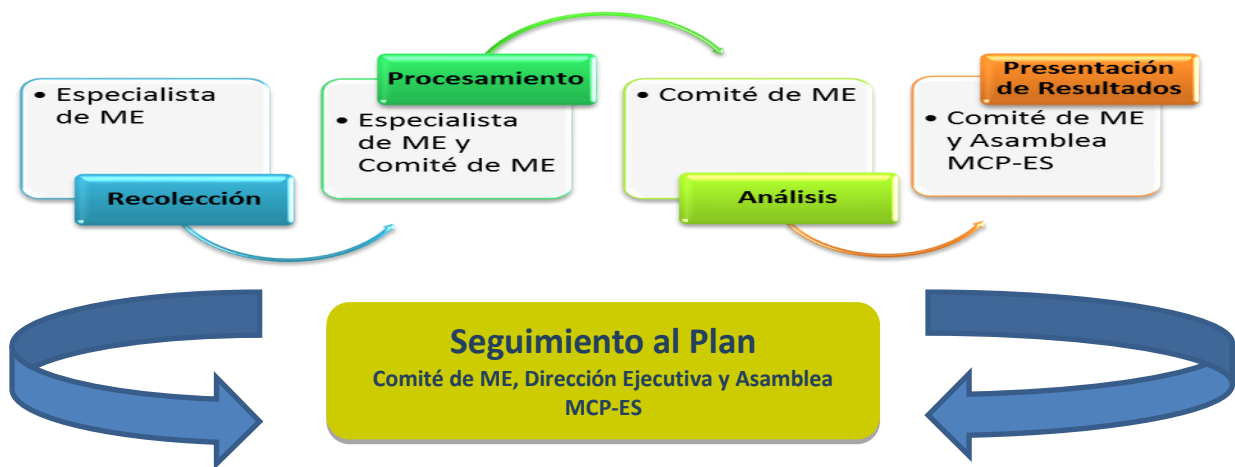 • Especialista
de ME
Recolección
Procesamiento
• Especialista
de ME y
Comité de ME
• Comité de ME
Análisis
Presentación
de Resultados
• Comité de ME
y Asamblea
MCP-ES
Seguimiento al Plan
Comité de ME, Dirección Ejecutiva y Asamblea
MCP-ES